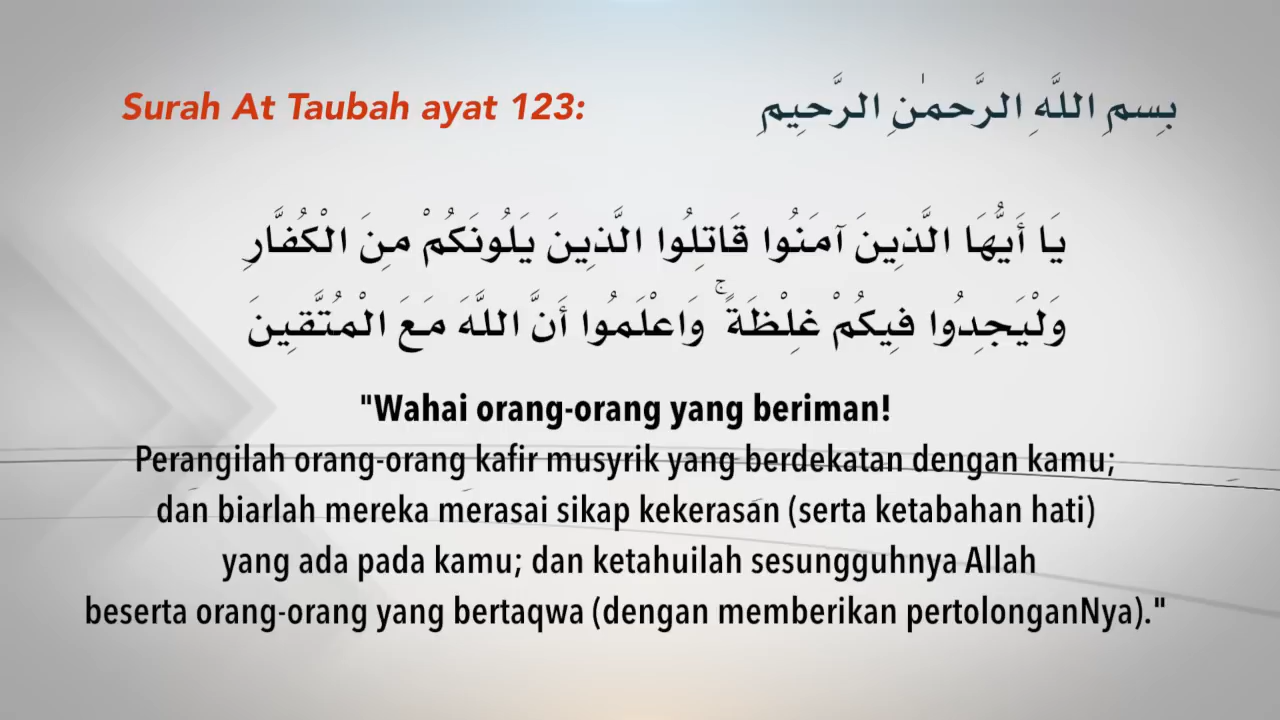 Surah At Taubah ayat 123:
بِسمِ اللَّهِ الرَّحمٰنِ الرَّحيمِ
يَا أَيُّهَا الَّذِينَ آمَنُوا قَاتِلُوا الَّذِينَ يَلُونَكُمْ مِنَ الْكُفَّارِ
وَلْيَجِدُوا فِيكُمْ غِلْظَةً ۚ وَاعْلَمُوا أَنَّ اللَّهَ مَعَ الْمُتَّقِينَ
"Wahai orang-orang yang beriman!
Perangilah orang-orang kafir musyrik yang berdekatan dengan kamu;
dan biarlah mereka merasai sikap kekerasan (serta ketabahan hati)
yang ada pada kamu; dan ketahuilah sesungguhnya Allah
beserta orang-orang yang bertaqwa (dengan memberikan pertolonganNya)."